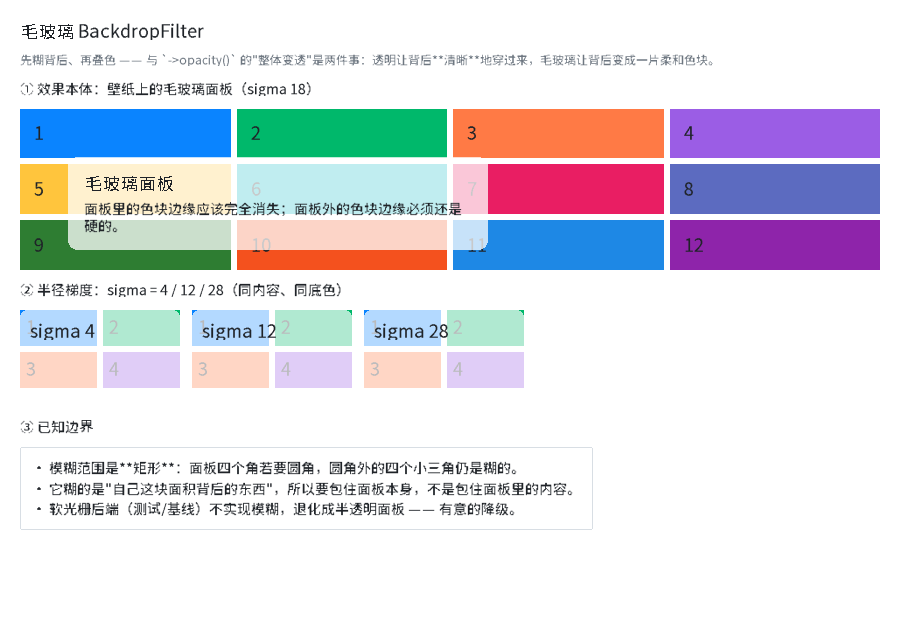 毛玻璃 BackdropFilter
先糊背后、再叠色 —— 与 `->opacity()` 的"整体变透"是两件事：透明让背后**清晰**地穿过来，毛玻璃让背后变成一片柔和色块。
① 效果本体：壁纸上的毛玻璃面板（sigma 18）
1 2 3 4
毛玻璃面板
5 6 7 8
面板里的色块边缘应该完全消失；面板外的色块边缘必须还是
硬的。
9 10 11 12
② 半径梯度：sigma = 4 / 12 / 28（同内容、同底色）
1 2 1 2 1 2
sigma 4 sigma 12 sigma 28
3 4 3 4 3 4
③ 已知边界
• 模糊范围是**矩形**：面板四个角若要圆角，圆角外的四个小三角仍是糊的。
• 它糊的是"自己这块面积背后的东西"，所以要包住面板本身，不是包住面板里的内容。
• 软光栅后端（测试/基线）不实现模糊，退化成半透明面板 —— 有意的降级。